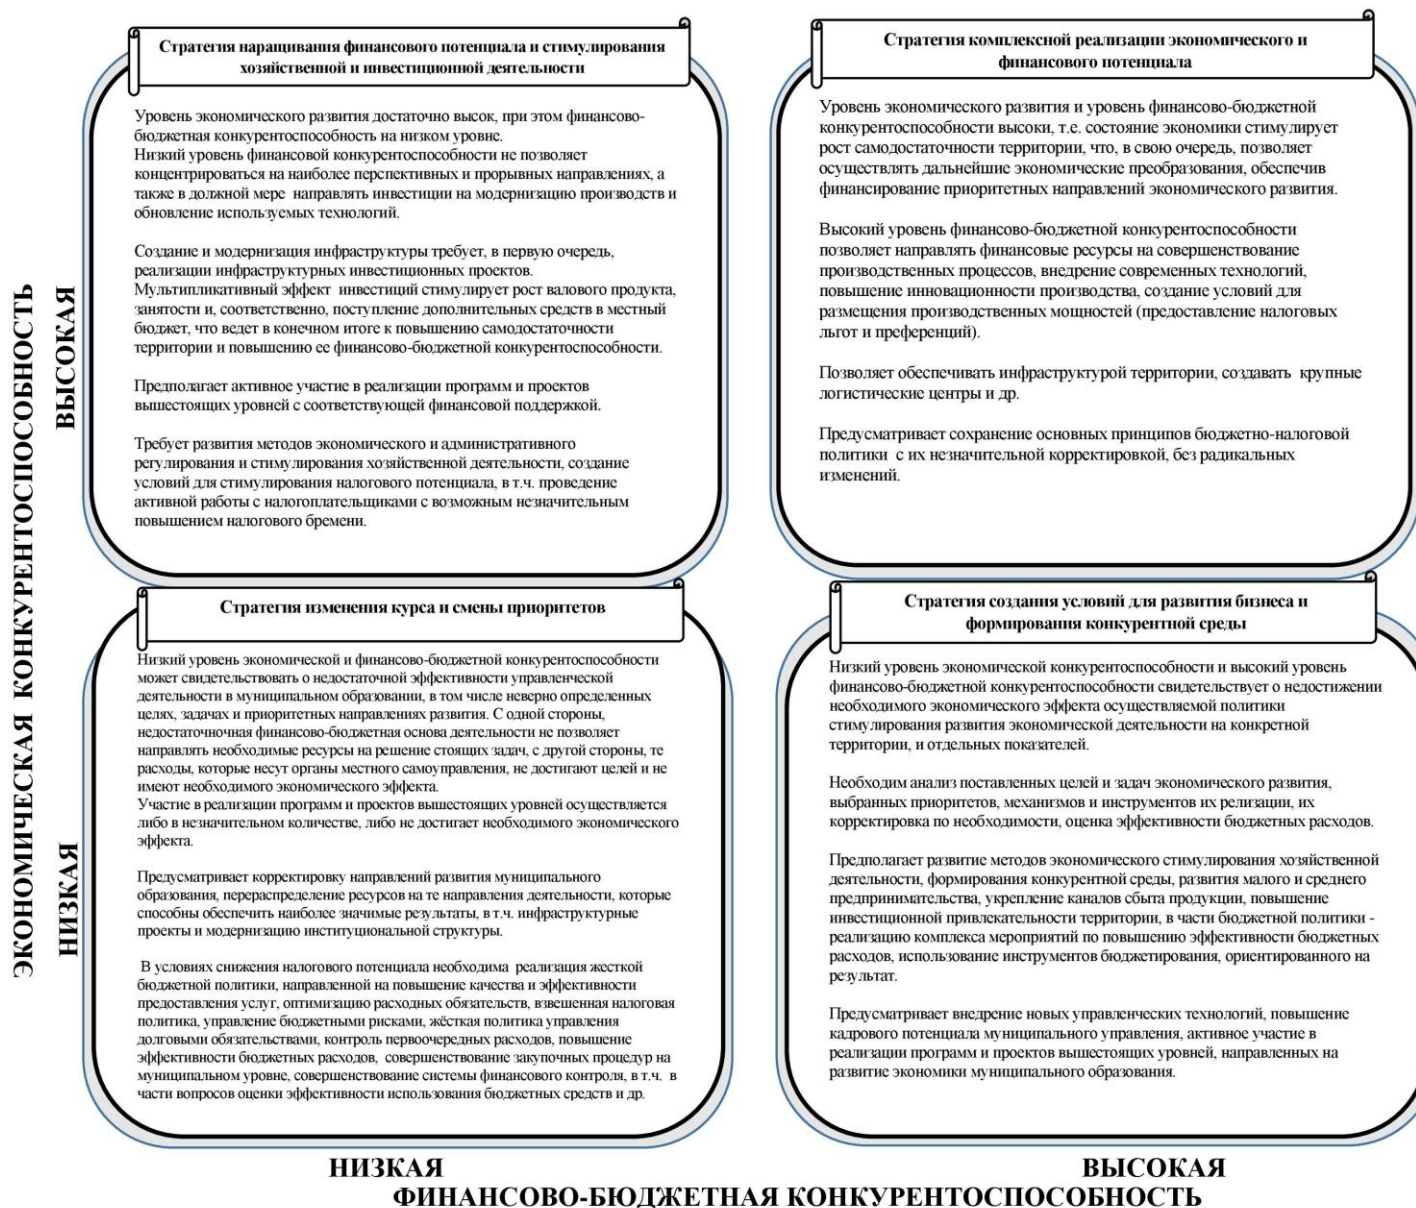 Стратегия наращивания финансового потенциала и стимулирования
хозяйственной и инвестиционной деятельности
Уровень экономического развития достаточно высок, при этом финансово-
бюджетная конкурентоспособность на низком уровне.
Низкий уровень финансовой конкурентоспособности не позволяет
концентрироваться на наиболее перспективных и прорывных направлениях, а
также в должной мере направлять инвестиции на модернизацию производств и
обновление используемых технологий.
Создание и модернизация инфраструктуры требует, в первую очередь,
реализации инфраструктурных инвестиционных проектов.
Мультипликативный эффект инвестиций стимулирует рост валового продукта,
занятости и, соответственно, поступление дополнительных средств в местный
бюджет, что ведет в конечном итоге к повышению самодостаточности
территории и повышению ее финансово-бюджетной конкурентоспособности.
Предполагает активное участие в реализации программ и проектов
вышестоящих уровней с соответствующей финансовой поддержкой.
Требует развития методов экономического и административного
регулирования и стимулирования хозяйственной деятельности, создание
условий для стимулирования налогового потенциала, в т.ч. проведение
активной работы с налогоплательщиками с возможным незначительным
повышением налогового бремени.
Стратегия комплексной реализации экономического и
финансового потенциала
Уровень экономического развития и уровень финансово-бюджетной
конкурентоспособности высоки, т.е. состояние экономики стимулирует
рост самодостаточности территории, что, в свою очередь, позволяет
осуществлять дальнейшие экономические преобразования, обеспечив
финансирование приоритетных направлений экономического развития.
Высокий уровень финансово-бюджетной конкурентоспособности
позволяет направлять финансовые ресурсы на совершенствование
производственных процессов, внедрение современных технологий,
повышение инновационности производства, создание условий для
размещения производственных мощностей (предоставление налоговых
льгот и преференций).
Позволяет обеспечивать инфраструктурой территории, создавать крупные
логистические центры и др.
Предусматривает сохранение основных принципов бюджетно-налоговой
политики с их незначительной корректировкой, без радикальных
изменений.
Стратегия изменения курса и смены приоритетов
Низкий уровень экономической и финансово-бюджетной конкурентоспособности
может свидетельствовать о недостаточной эффективности управленческой
деятельности в муниципальном образовании, в том числе неверно определенных
целях, задачах и приоритетных направлениях развития. С одной стороны,
недостаточночная финансово-бюджетная основа деятельности не позволяет
направлять необходимые ресурсы на решение стоящих задач, с другой стороны, те
расходы, которые несут органы местного самоуправления, не достигают целей и не
имеют необходимого экономического эффекта.
Участие в реализации программ и проектов вышестоящих уровней осуществляется
либо в незначительном количестве, либо не достигает необходимого экономического
эффекта.
Предусматривает корректировку направлений развития муниципального
образования, перераспределение ресурсов на те направления деятельности, которые
способны обеспечить наиболее значимые результаты, в т.ч. инфраструктурные
проекты и модернизацию институциональной структуры.
В условиях снижения налогового потенциала необходима реализация жесткой
бюджетной политики, направленной на повышение качества и эффективности
предоставления услуг, оптимизацию расходных обязательств, взвешенная налоговая
политика, управление бюджетными рисками, жёсткая политика управления
долговыми обязательствами, контроль первоочередных расходов, повышение
эффективности бюджетных расходов, совершенствование закупочных процедур на
муниципальном уровне, совершенствование системы финансового контроля, в т.ч. в
части вопросов оценки эффективности использования бюджетных средств и др.
Стратегия создания условий для развития бизнеса и
формирования конкурентной среды
Низкий уровень экономической конкурентоспособности и высокий уровень
финансово-бюджетной конкурентоспособности свидетельствует о недостижении
необходимого экономического эффекта осуществляемой политики
стимулирования развития экономической деятельности на конкретной
территории, и отдельных показателей.
Необходим анализ поставленных целей и задач экономического развития,
выбранных приоритетов, механизмов и инструментов их релизации, их
корректировка по необходимости, оценка эффективности бюджетных расходов.
Предполагает развитие методов экономического стимулирования хозяйственной
деятельности, формирования конкурентной среды, развития малого и среднего
предпринимательства, укрепление каналов сбыта продукции, повышение
инвестиционной привлекательности территории, в части бюджетной политики -
реализацию комплекса мероприятий по повышению эффективности бюджетных
расходов, использование инструментов бюджетирования, ориентированного на
результат.
Предусматривает внедрение новых управленческих технологий, повышение
кадрового потенциала муниципального управления, активное участие в
реализации программ и проектов вышестоящих уровней, направленных на
развитие экономики муниципального образования.
ЭКОНОМИЧЕСКАЯ КОНКУРЕНТОСПОСОБНОСТЬ
ВЫСОКАЯ
НИЗКАЯ
НИЗКАЯ
ВЫСОКАЯ
ФИНАНСОВО-БЮДЖЕТНАЯ КОНКУРЕНТОСПОСОБНОСТЬ